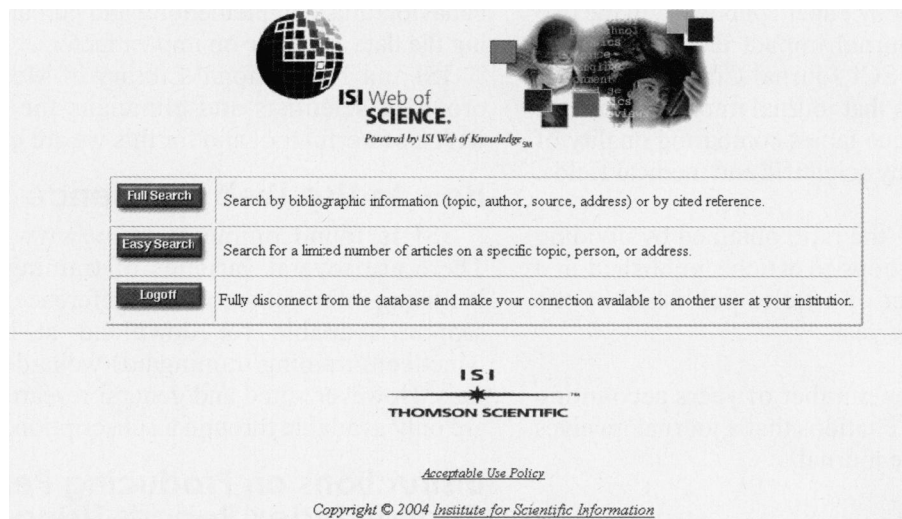 ISI Web of
SCIENCE.
Powered by ISI Web of Knowledge SM
Full Search
Search by bibliographic information (topic, author, source, address) or by cited reference.
Easy Search
Search for a limited number of articles on a specific topic, person, or address.
Logoff
Fully disconnect from the database and make your connection available to another user at your institution.
ISI
THOMSON SCIENTIFIC
Acceptable Use Policy
Copyright © 2004 Institute for Scientific Information